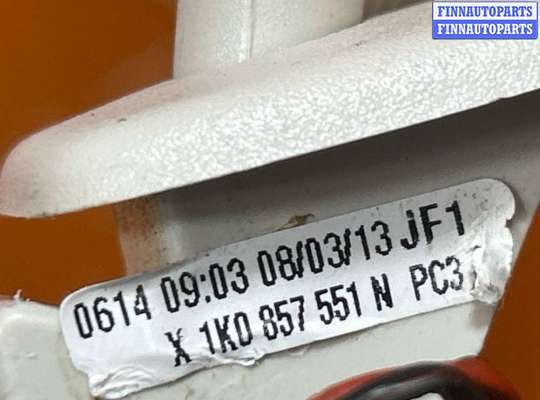 FINNAUTOPARTS
FINNAUTOPARTS
0614 09:03 08/03/13 JF1
X 1K0 857 551 N PC3